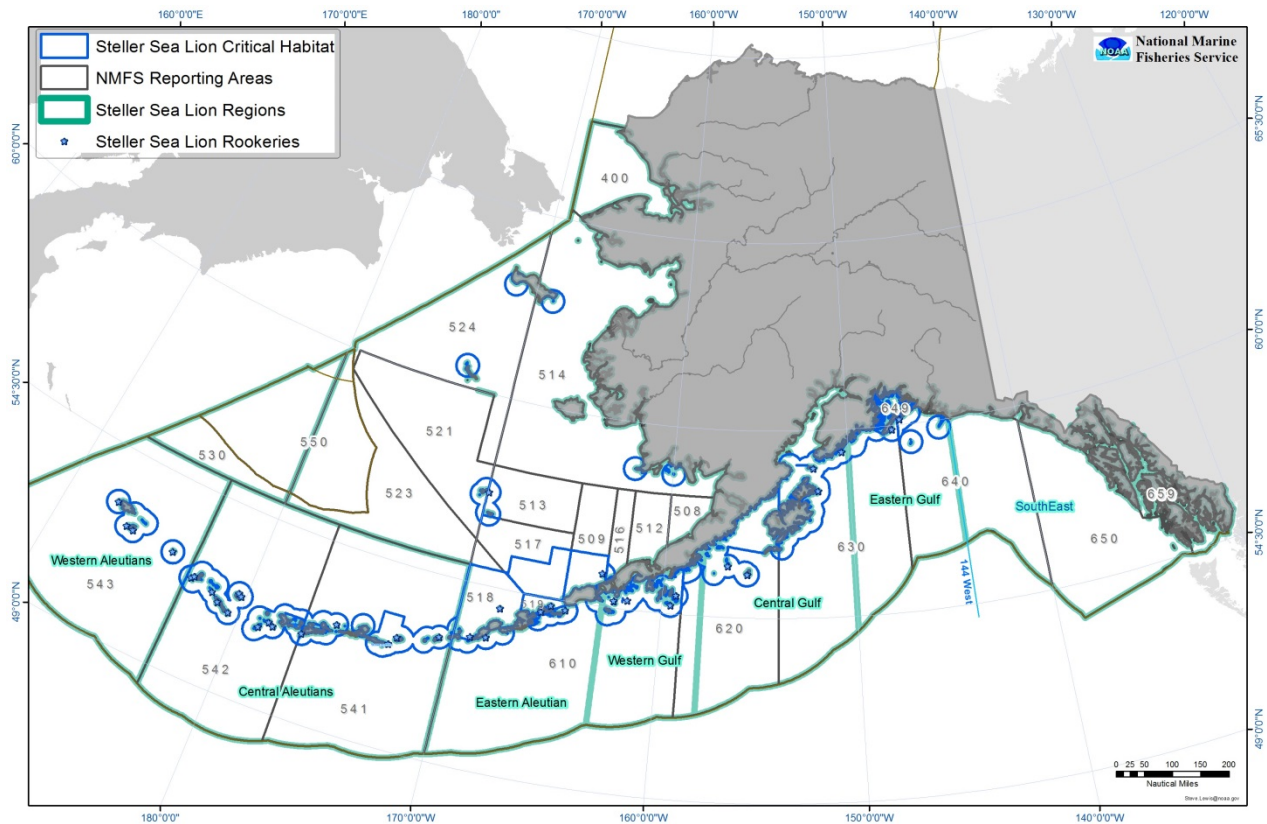 160°0'0"E
170°0'0"E
180°0'0"
170°0'0"W
160°0'0"W
150°0'0"W
140°0'0"W
130°0'0"W
120°0'0"W
Steller Sea Lion Critical Habitat
NMFS Reporting Areas
Steller Sea Lion Regions
Steller Sea Lion Rookeries
NOAA
National Marine
Fisheries Service
60°0'0"N
65°30'0"N
400
524
514
60°0'0"N
54°30'0"N
521
649
550
530
523
513
509
516
512
508
517
Eastern Gulf
640
SouthEast
659
650
54°30'0"N
Western Aleutians
543
518
519
630
144 West
Central Gulf
620
49°0'0"N
542
Central Aleutians
541
610
Western Gulf
Eastern Aleutian
49°0'0"N
0 25 50 100 150 200
Nautical Miles
Steve.Lewis@noaa.gov
180°0'0"
170°0'0"W
160°0'0"W
150°0'0"W
140°0'0"W